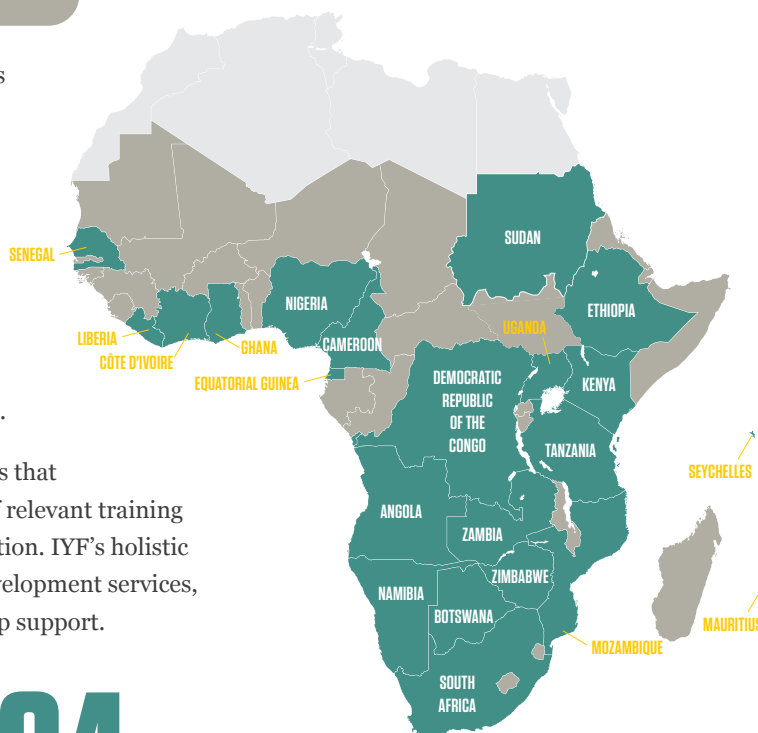 s
.
s that
f relevant training
tion. IYF’s holistic
velopment services,
p support.
SENEGAL
LIBERIA
CÔTE D'IVOIRE
GHANA
EQUATORIAL GUINEA
NIGERIA
CAMEROON
SUDAN
ETHIOPIA
UGANDA
KENYA
DEMOCRATIC
REPUBLIC
OF THE
CONGO
TANZANIA
SEYCHELLES
ANGOLA
ZAMBIA
ZIMBABWE
NAMIBIA
BOTSWANA
MAURITIUS
MOZAMBIQUE
SOUTH
AFRICA